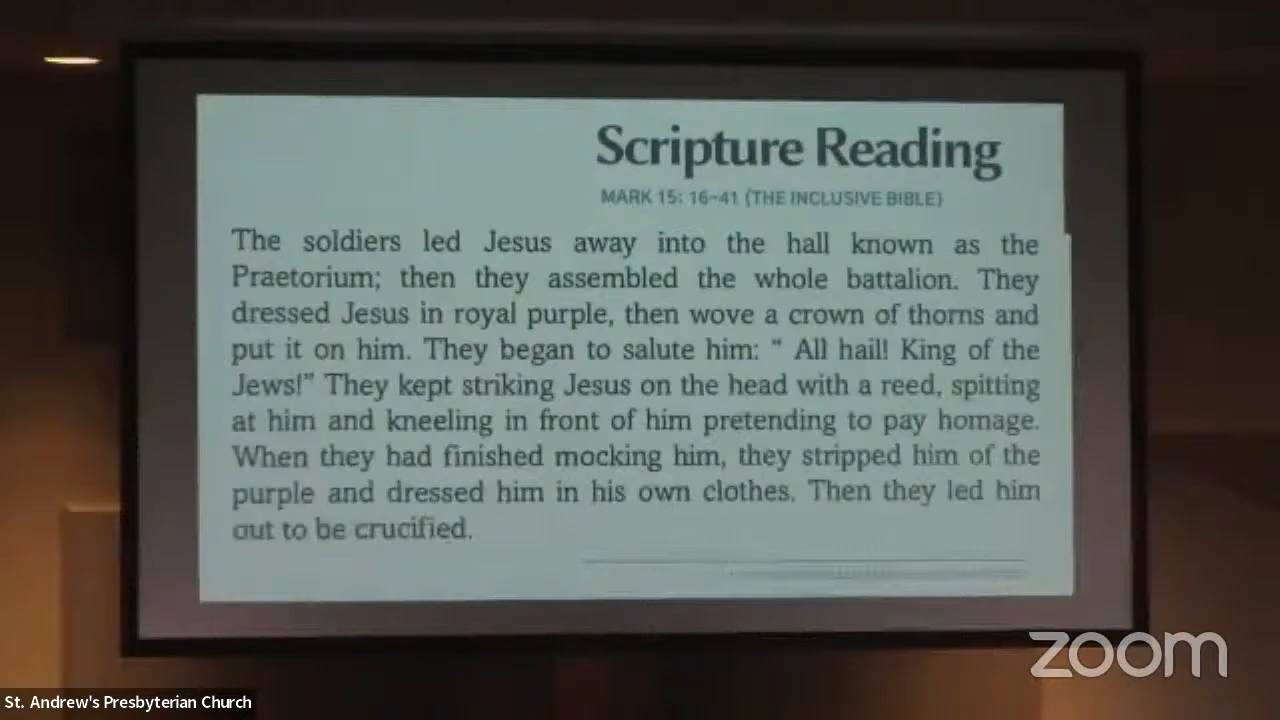 Scripture Reading
MARK 15: 16-41 (THE INCLUSIVE BIBLE)
The soldiers led Jesus away into the hall known as the
Praetorium; then they assembled the whole battalion. They
dressed Jesus in royal purple, then wove a crown of thorns and
put it on him. They began to salute him: “ All hail! King of the
Jews!” They kept striking Jesus on the head with a reed, spitting
at him and kneeling in front of him pretending to pay homage.
When they had finished mocking him, they stripped him of the
purple and dressed him in his own clothes. Then they led him
out to be crucified.
zoom
St. Andrew's Presbyterian Church